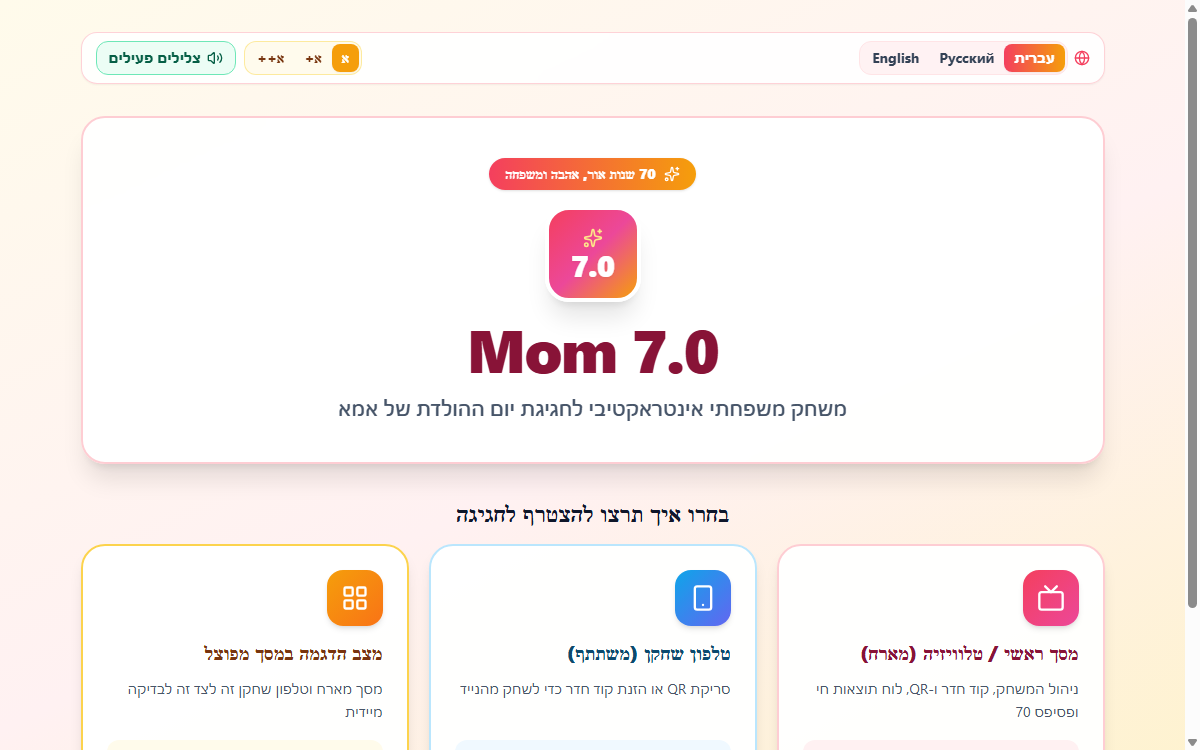 עברית
Русский
English
א
א+
א++
צלילים פעילים
70 שנות אור, אהבה ומשפחה
7.0
Mom 7.0
משחק משפחתי אינטראקטיבי לחגיגת יום ההולדת של אמא
בחרו איך תרצו להצטרף לחגיגה
מסך ראשי / טלוויזיה (מארח)
ניהול המשחק, קוד חדר ו-QR, לוח תוצאות חי
ופסיפס 70
טלפון שחקן (משתתף)
סריקת QR או הזנת קוד חדר כדי לשחק מהנייד
מצב הדגמה במסך מפוצל
מסך מארח וטלפון שחקן זה לצד זה לבדיקה
מיידית